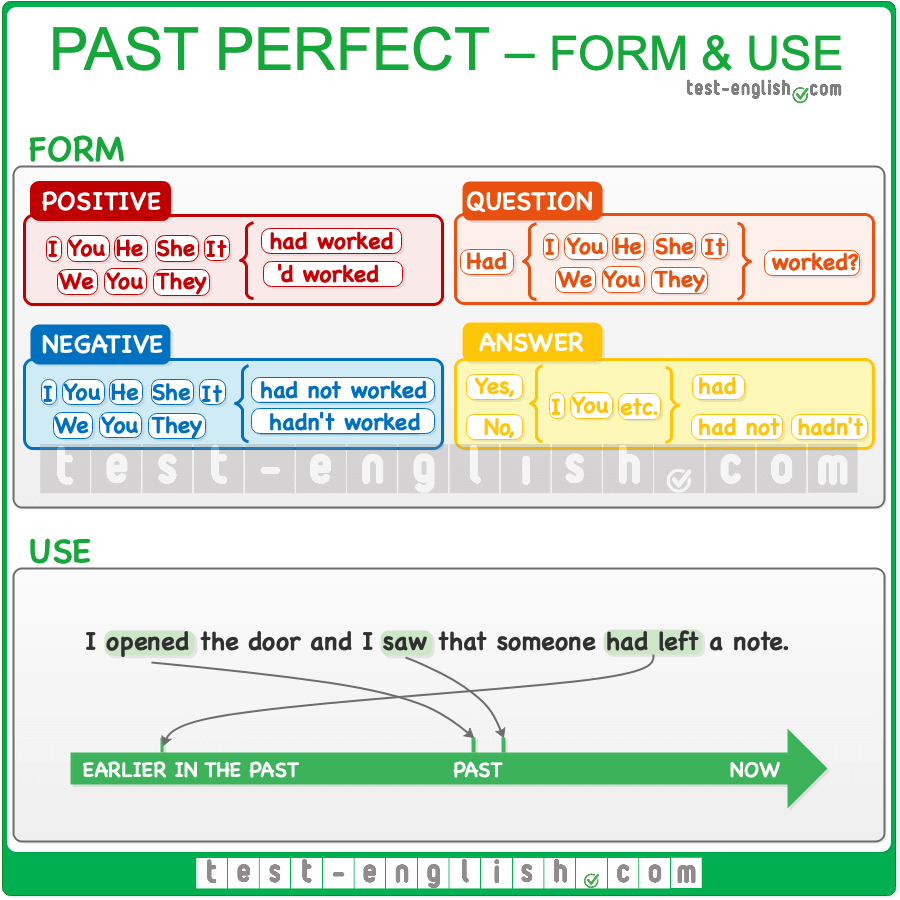 PAST PERFECT – FORM & USE
test-english.com
FORM
POSITIVE
I You He She It
We You They
had worked
'd worked
QUESTION
Had
I You He She It
We You They
worked?
NEGATIVE
I You He She It
We You They
had not worked
hadn't worked
ANSWER
Yes,
No,
I You etc.
had
had not hadn't
test-english.com
USE
I opened the door and I saw that someone had left a note.
EARLIER IN THE PAST PAST NOW
test-english.com